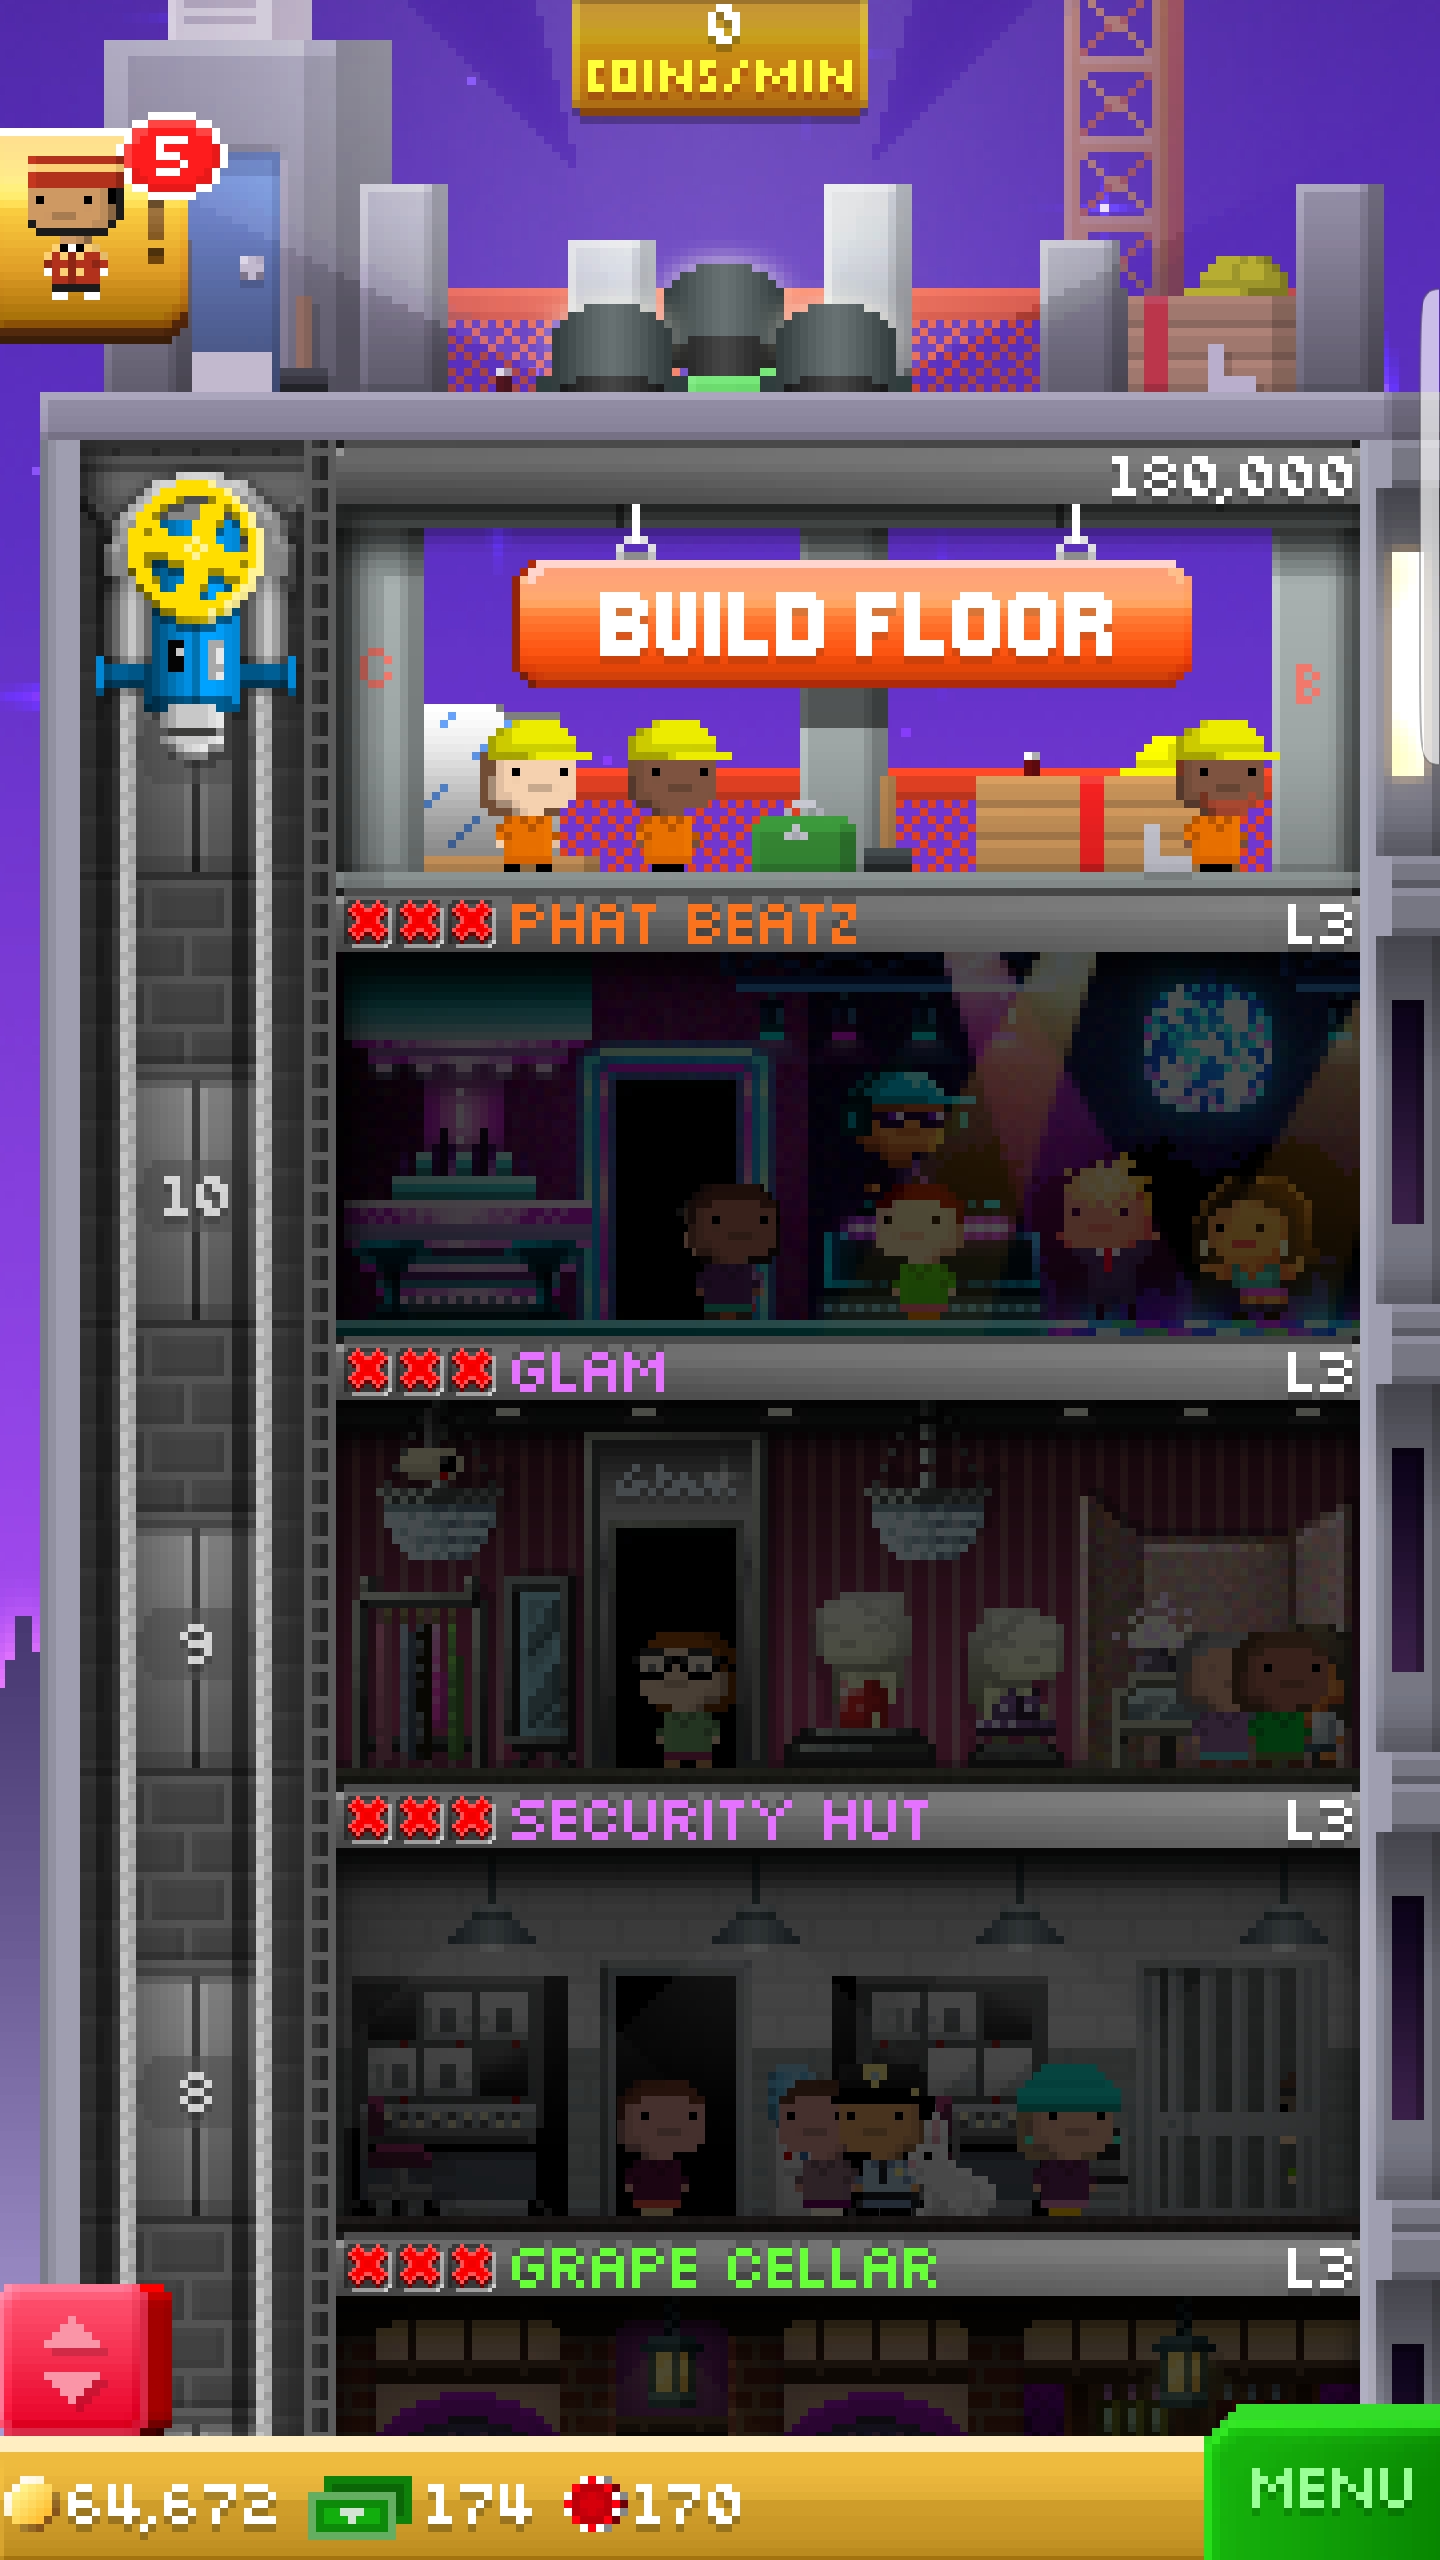 0
COINS/MIN
5
180,000
BUILD FLOOR
C
B
PHAT BEATZ
L3
10
GLAM
L3
Glam
9
SECURITY HUT
L3
8
GRAPE CELLAR
L3
64,672
174
170
MENU